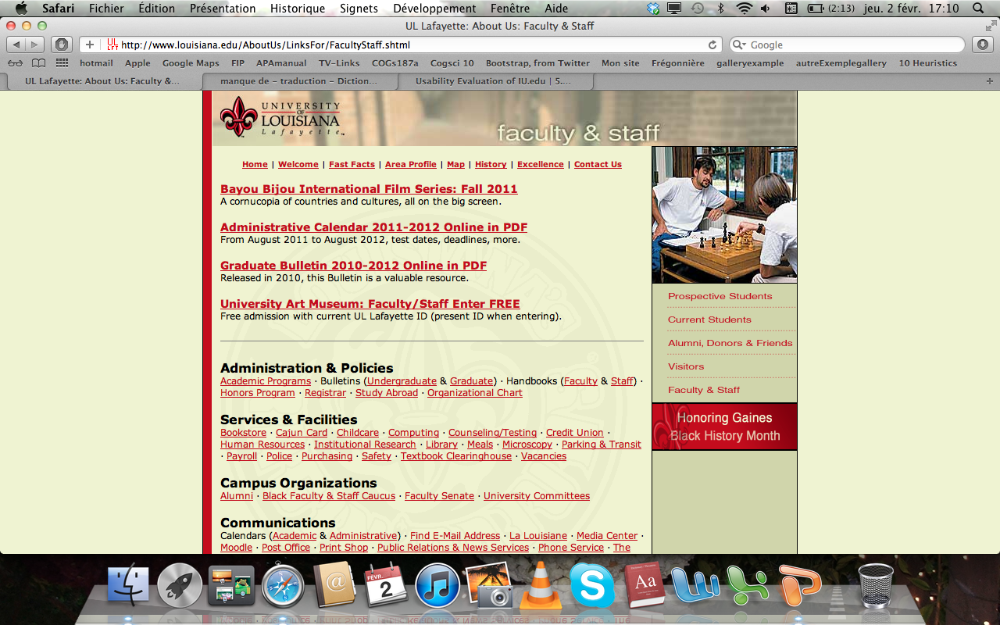 Safari Fichier Édition Présentation Historique Signets Développement Fenêtre Aide (2:13) jeu. 2 févr. 17:10
UL Lafayette: About Us: Faculty & Staff
UL LFT http://www.louisiana.edu/AboutUs/LinksFor/FacultyStaff.shtml Google
hotmail Apple Google Maps FIP APAmanual TV-Links COGs187a Cogsci 10 Bootstrap, from Twitter Mon site Frégonnière galleryexample autreExemplegallery 10 Heuristics
UL Lafayette: About Us: Faculty &... manque de – traduction – Diction... Usability Evaluation of IU.edu | 5....
UNIVERSITY
OF
LOUISIANA
Lafayette™
faculty & staff
Home | Welcome | Fast Facts | Area Profile | Map | History | Excellence | Contact Us
Bayou Bijou International Film Series: Fall 2011
A cornucopia of countries and cultures, all on the big screen.
Administrative Calendar 2011-2012 Online in PDF
From August 2011 to August 2012, test dates, deadlines, more.
Graduate Bulletin 2010-2012 Online in PDF
Released in 2010, this Bulletin is a valuable resource.
University Art Museum: Faculty/Staff Enter FREE
Free admission with current UL Lafayette ID (present ID when entering).
Administration & Policies
Academic Programs · Bulletins (Undergraduate & Graduate) · Handbooks (Faculty & Staff) ·
Honors Program · Registrar · Study Abroad · Organizational Chart
Services & Facilities
Bookstore · Cajun Card · Childcare · Computing · Counseling/Testing · Credit Union ·
Human Resources · Institutional Research · Library · Meals · Microscopy · Parking & Transit
· Payroll · Police · Purchasing · Safety · Textbook Clearinghouse · Vacancies
Campus Organizations
Alumni · Black Faculty & Staff Caucus · Faculty Senate · University Committees
Communications
Calendars (Academic & Administrative) · Find E-Mail Address · La Louisiane · Media Center ·
Moodle · Post Office · Print Shop · Public Relations & News Services · Phone Service · The
Prospective Students
Current Students
Alumni, Donors & Friends
Visitors
Faculty & Staff
Honoring Gaines
Black History Month
FÉVR.
2
Aa